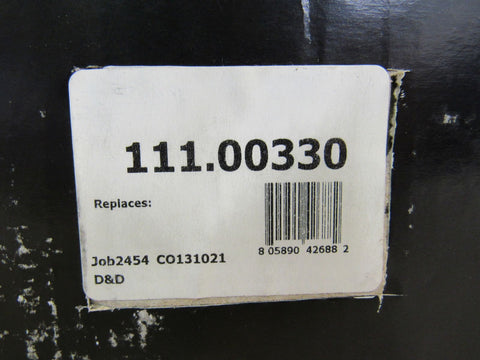 111.00330
Replaces:
8 05890 42688 2
Job2454 CO131021
D&D